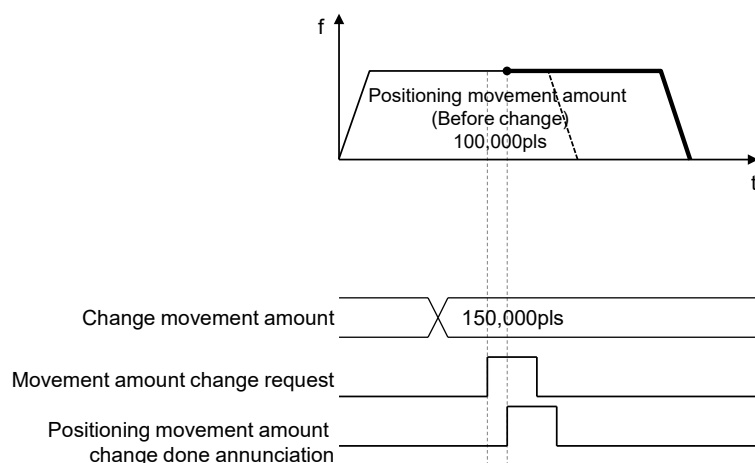 f
Positioning movement amount
(Before change)
100,000pls
t
Change movement amount
150,000pls
Movement amount change request
Positioning movement amount
change done annunciation